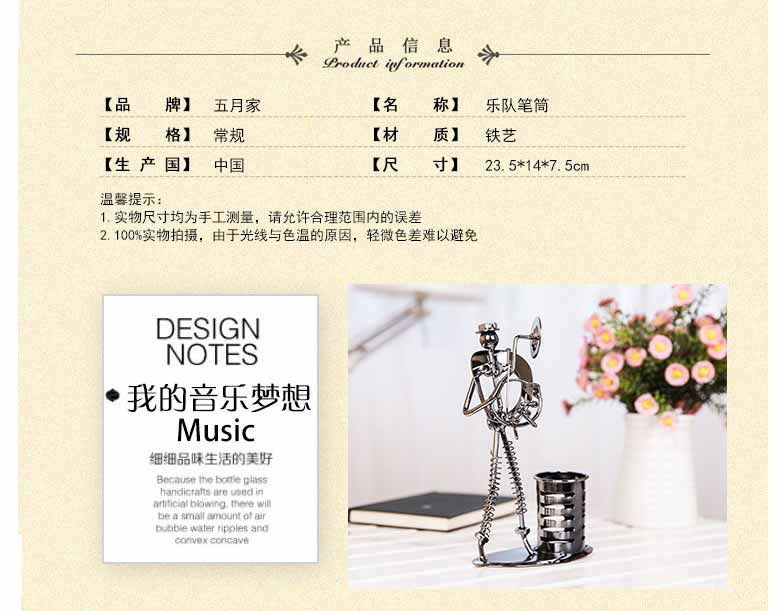 产 品 信 息
Product information
【品 牌】 五月家 【名 称】 乐队笔筒
【规 格】 常规 【材 质】 铁艺
【生 产 国】 中国 【尺 寸】 23.5*14*7.5cm
温馨提示:
1.实物尺寸均为手工测量，请允许合理范围内的误差
2.100%实物拍摄，由于光线与色温的原因，轻微色差难以避免
DESIGN
NOTES
我的音乐梦想
Music
细细品味生活的美好
Because the bottle glass
handicrafts are used in
artificial blowing, there will
be a small amount of air
bubble water ripples and
convex concave